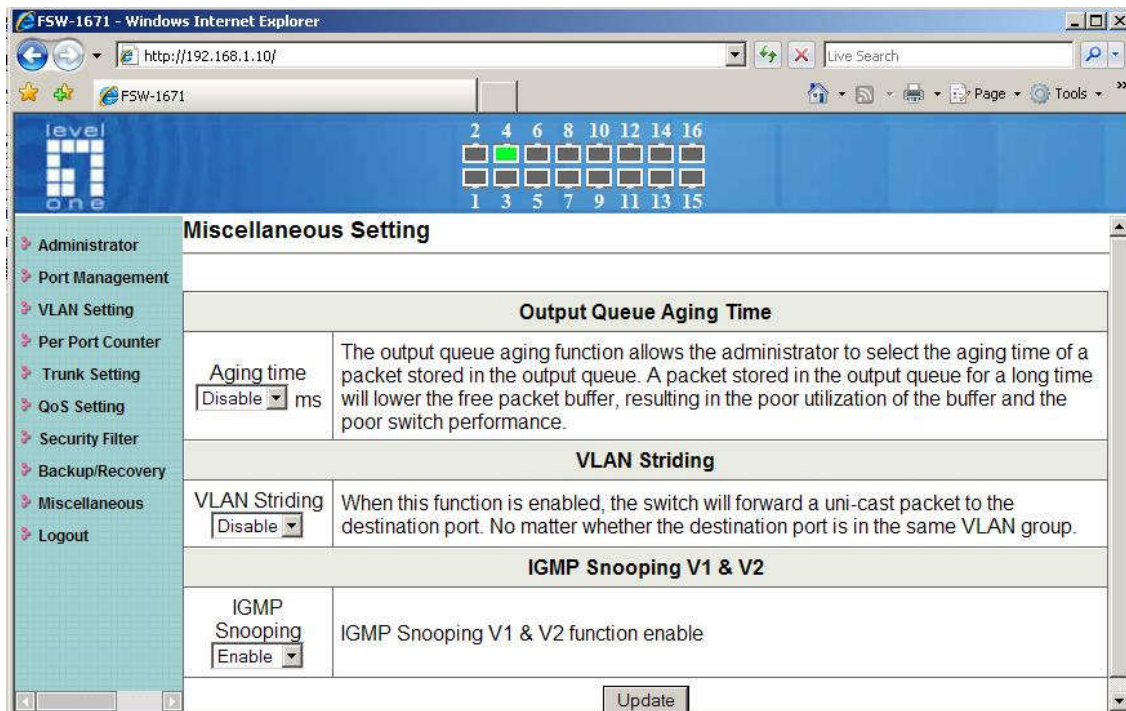 FSW-1671 - Windows Internet Explorer
http://192.168.1.10/
Live Search
FSW-1671
Page
Tools
level
one
2 4 6 8 10 12 14 16
1 3 5 7 9 11 13 15
Administrator
Port Management
VLAN Setting
Per Port Counter
Trunk Setting
QoS Setting
Security Filter
Backup/Recovery
Miscellaneous
Logout
Miscellaneous Setting
Output Queue Aging Time
Aging time
Disable ms
The output queue aging function allows the administrator to select the aging time of a
packet stored in the output queue. A packet stored in the output queue for a long time
will lower the free packet buffer, resulting in the poor utilization of the buffer and the
poor switch performance.
VLAN Striding
VLAN Striding
Disable
When this function is enabled, the switch will forward a uni-cast packet to the
destination port. No matter whether the destination port is in the same VLAN group.
IGMP Snooping V1 & V2
IGMP
Snooping
Enable
IGMP Snooping V1 & V2 function enable
Update